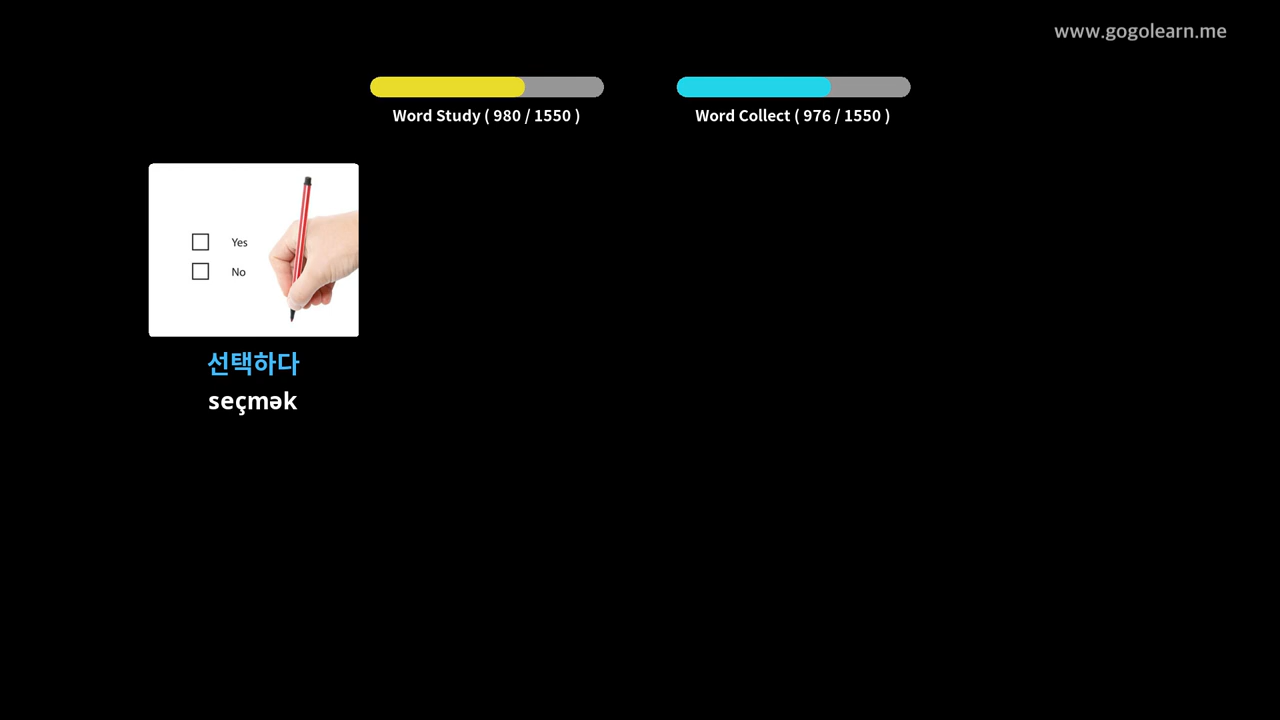 www.gogolearn.me
Word Study ( 980 / 1550 )
Word Collect ( 976 / 1550 )
Yes
No
선택하다
seçmək